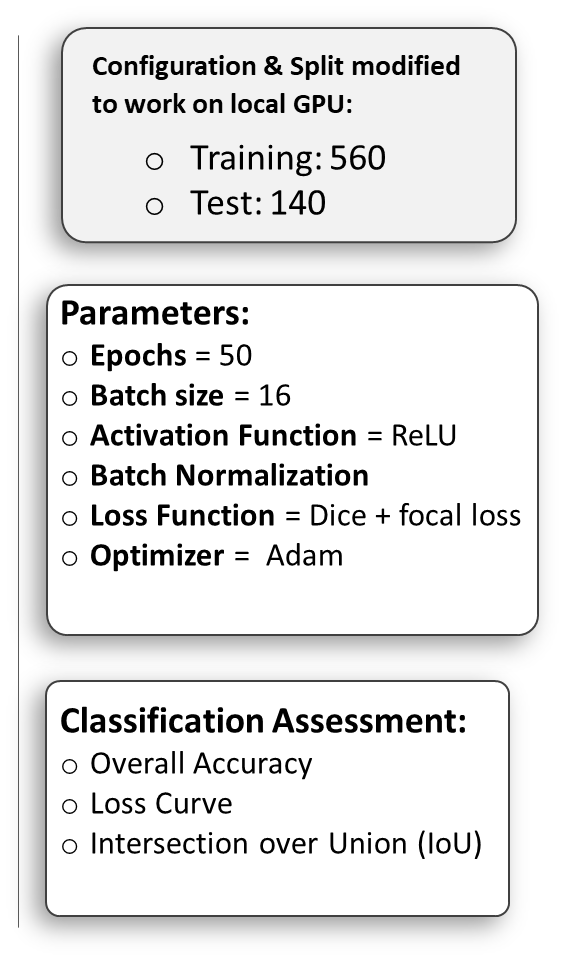 Configuration & Split modified
to work on local GPU:
○ Training: 560
○ Test: 140
Parameters:
○ Epochs = 50
○ Batch size = 16
○ Activation Function = ReLU
○ Batch Normalization
○ Loss Function = Dice + focal loss
○ Optimizer = Adam
Classification Assessment:
○ Overall Accuracy
○ Loss Curve
○ Intersection over Union (IoU)